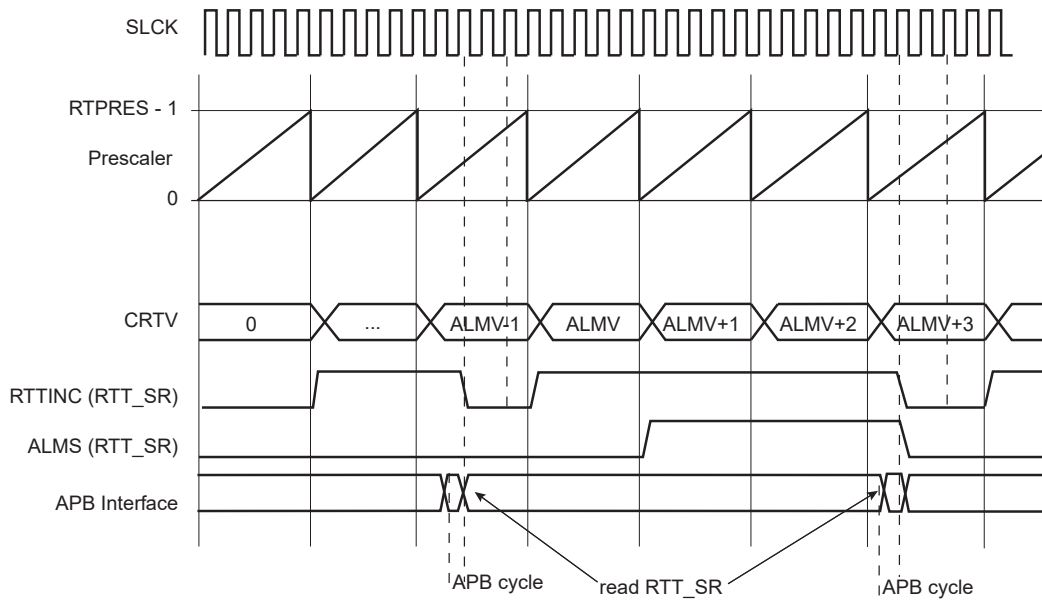 SLCK
RTPRES - 1
Prescaler
0
CRTV
0 ... ALMV-1 ALMV ALMV+1 ALMV+2 ALMV+3
RTTINC (RTT_SR)
ALMS (RTT_SR)
APB Interface
APB cycle read RTT_SR APB cycle